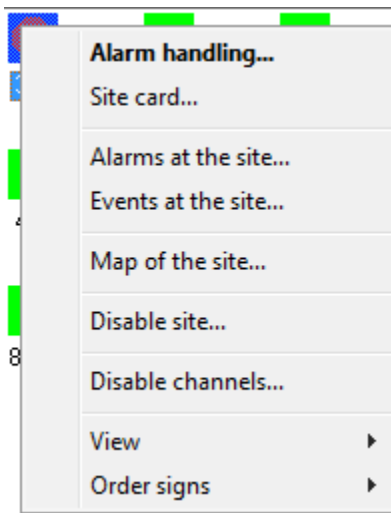 Alarm handling...
Site card...
Alarms at the site...
Events at the site...
Map of the site...
Disable site...
Disable channels...
View
Order signs
8